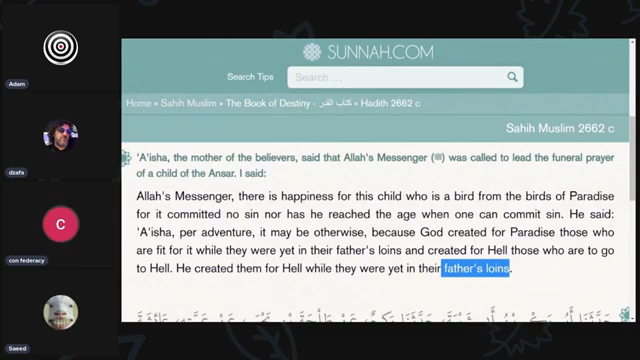 SUNNAH.COM
Search Tips
Search ...
Home » Sahih Muslim » The Book of Destiny - كتاب القدر » Hadith 2662 c
Sahih Muslim 2662 c
'A'isha, the mother of the believers, said that Allah's Messenger (ﷺ) was called to lead the funeral prayer
of a child of the Ansar. I said:
Allah's Messenger, there is happiness for this child who is a bird from the birds of Paradise
for it committed no sin nor has he reached the age when one can commit sin. He said:
'A'isha, per adventure, it may be otherwise, because God created for Paradise those who
are fit for it while they were yet in their father's loins and created for Hell those who are to go
to Hell. He created them for Hell while they were yet in their father's loins.
Adam
dzafa
C
con federacy
Saeed